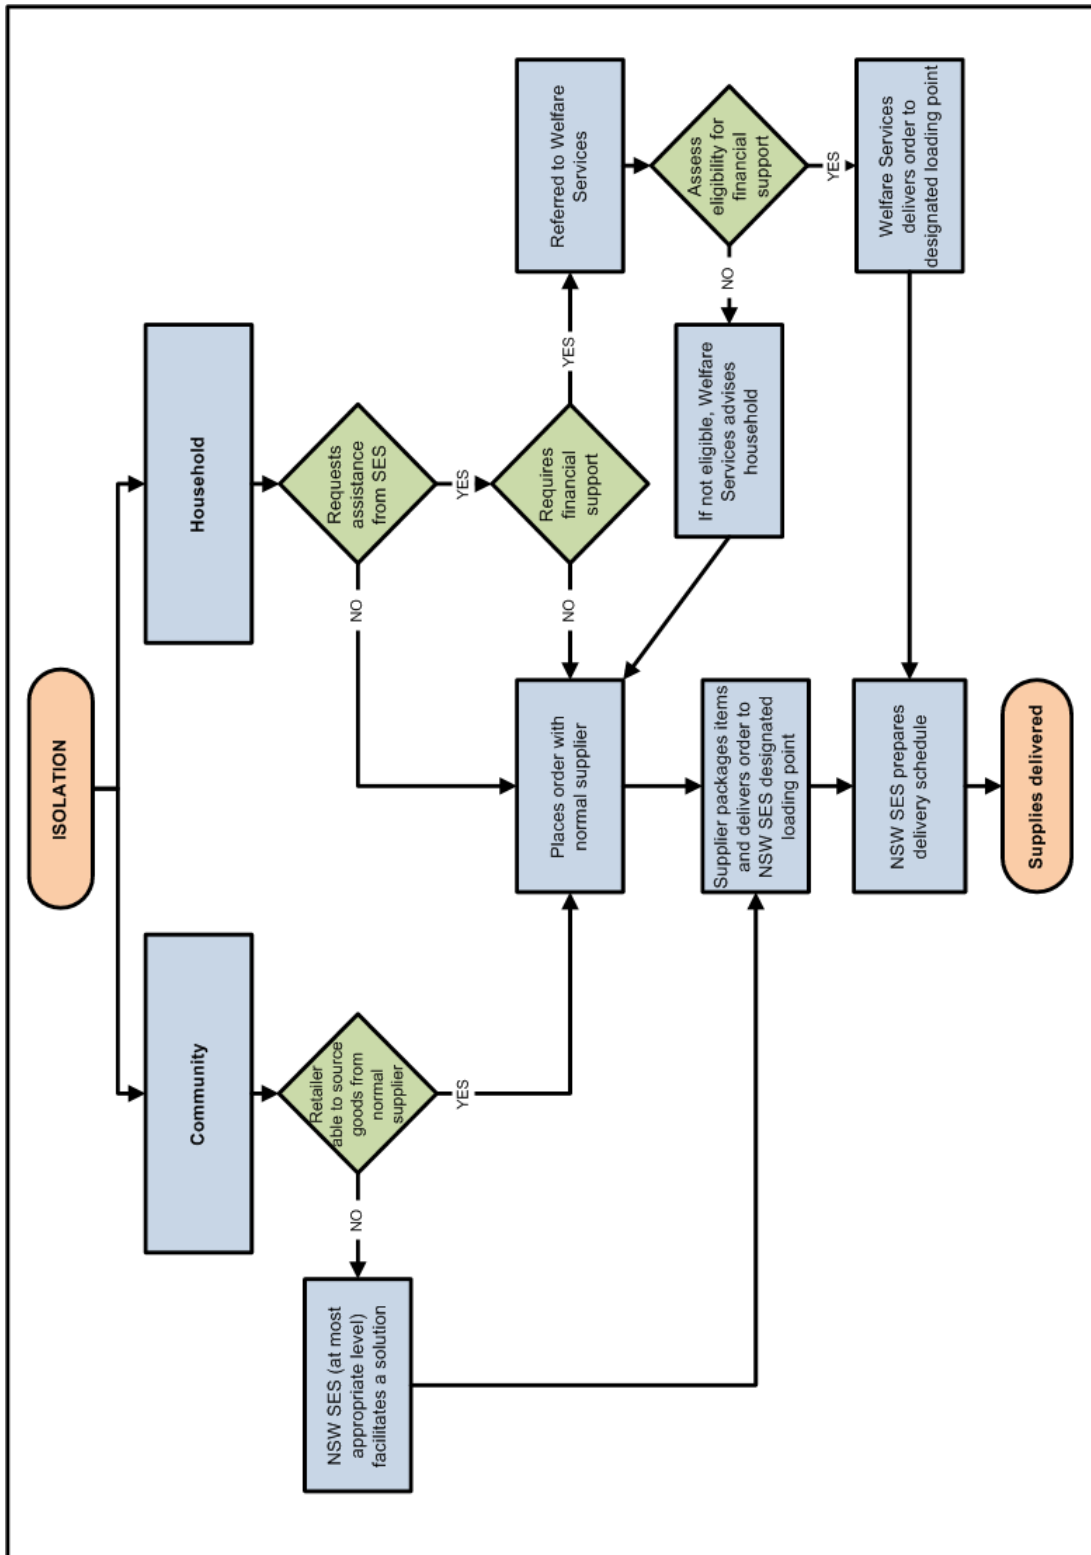 ISOLATION
Community
Household
Retailer
able to source
goods from
normal
supplier
Requests
assistance
from SES
NO
YES
NO
YES
NSW SES (at most
appropriate level)
facilitates a solution
Requires
financial
support
NO
YES
Places order with
normal supplier
Referred to Welfare
Services
Assess
eligibility for
financial
support
NO
YES
If not eligible, Welfare
Services advises
household
Supplier packages items
and delivers order to
NSW SES designated
loading point
Welfare Services
delivers order to
designated loading point
NSW SES prepares
delivery schedule
Supplies delivered